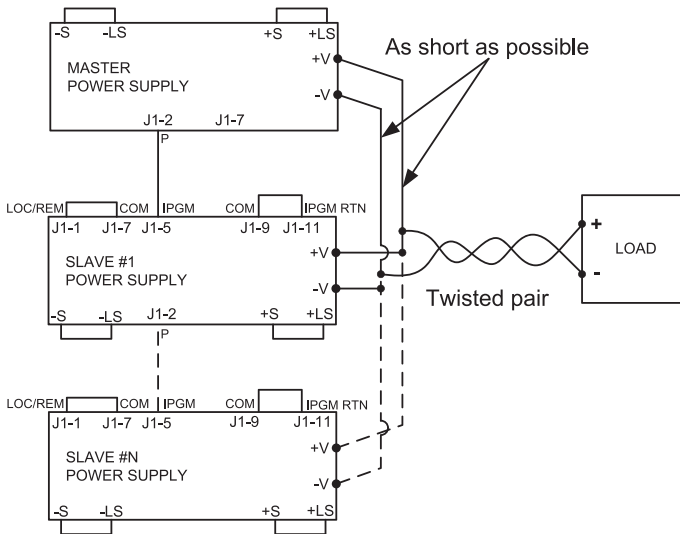 -S -LS +S +LS
As short as possible
MASTER
POWER SUPPLY
+V
-V
J1-2 J1-7
P
LOC/REM COM IPGM COM IPGM RTN
J1-1 J1-7 J1-5 J1-9 J1-11
SLAVE #1
POWER SUPPLY
+V
-V
+
-
LOAD
Twisted pair
-S -LS J1-2 +S +LS
P
LOC/REM COM IPGM COM IPGM RTN
J1-1 J1-7 J1-5 J1-9 J1-11
SLAVE #N
POWER SUPPLY
+V
-V
-S -LS +S +LS